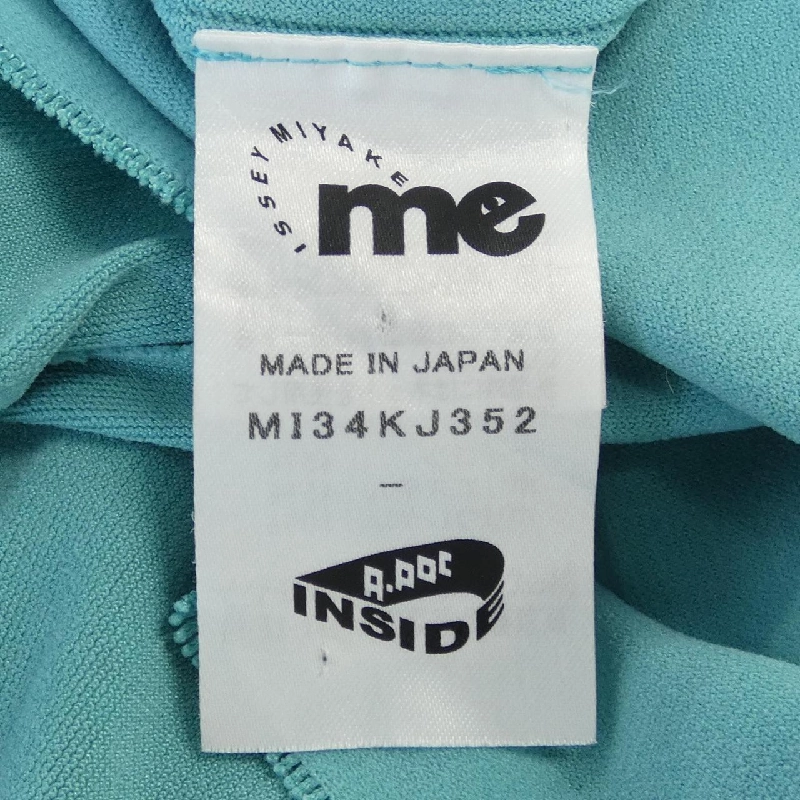 ISSEY MIYAKE
me
MADE IN JAPAN
MI34KJ352
—
A.POC
INSIDE